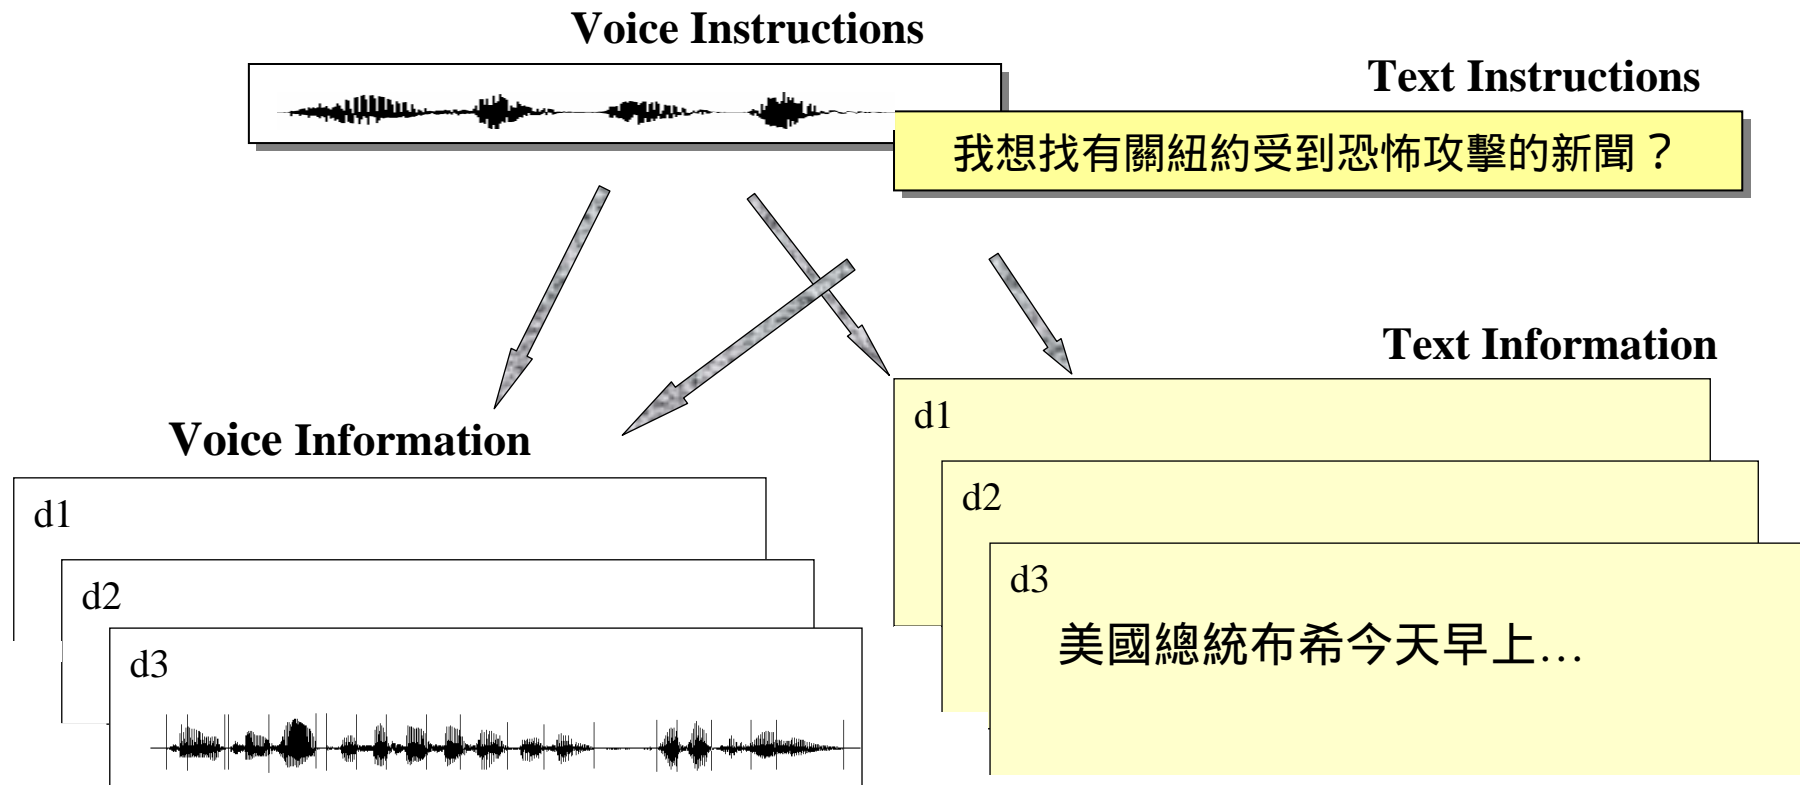 Voice Instructions
Text Instructions
我想找有關紐約受到恐怖攻擊的新聞？
Text Information
Voice Information
d1
d2
d3
d1
d2
d3
美國總統布希今天早上…